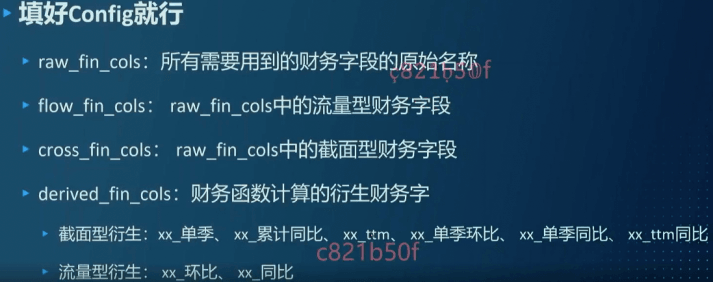 填好Config就行
raw_fin_cols：所有需要用到的财务字段的原始名称
c821b50f
flow_fin_cols： raw_fin_cols中的流量型财务字段
cross_fin_cols： raw_fin_cols中的截面型财务字段
derived_fin_cols：财务函数计算的衍生财务字
截面型衍生：xx_单季、 xx_累计同比、 xx_ttm、 xx_单季环比、 xx_单季同比、 xx_ttm同比
c821b50f
流量型衍生： xx_环比、 xx_同比